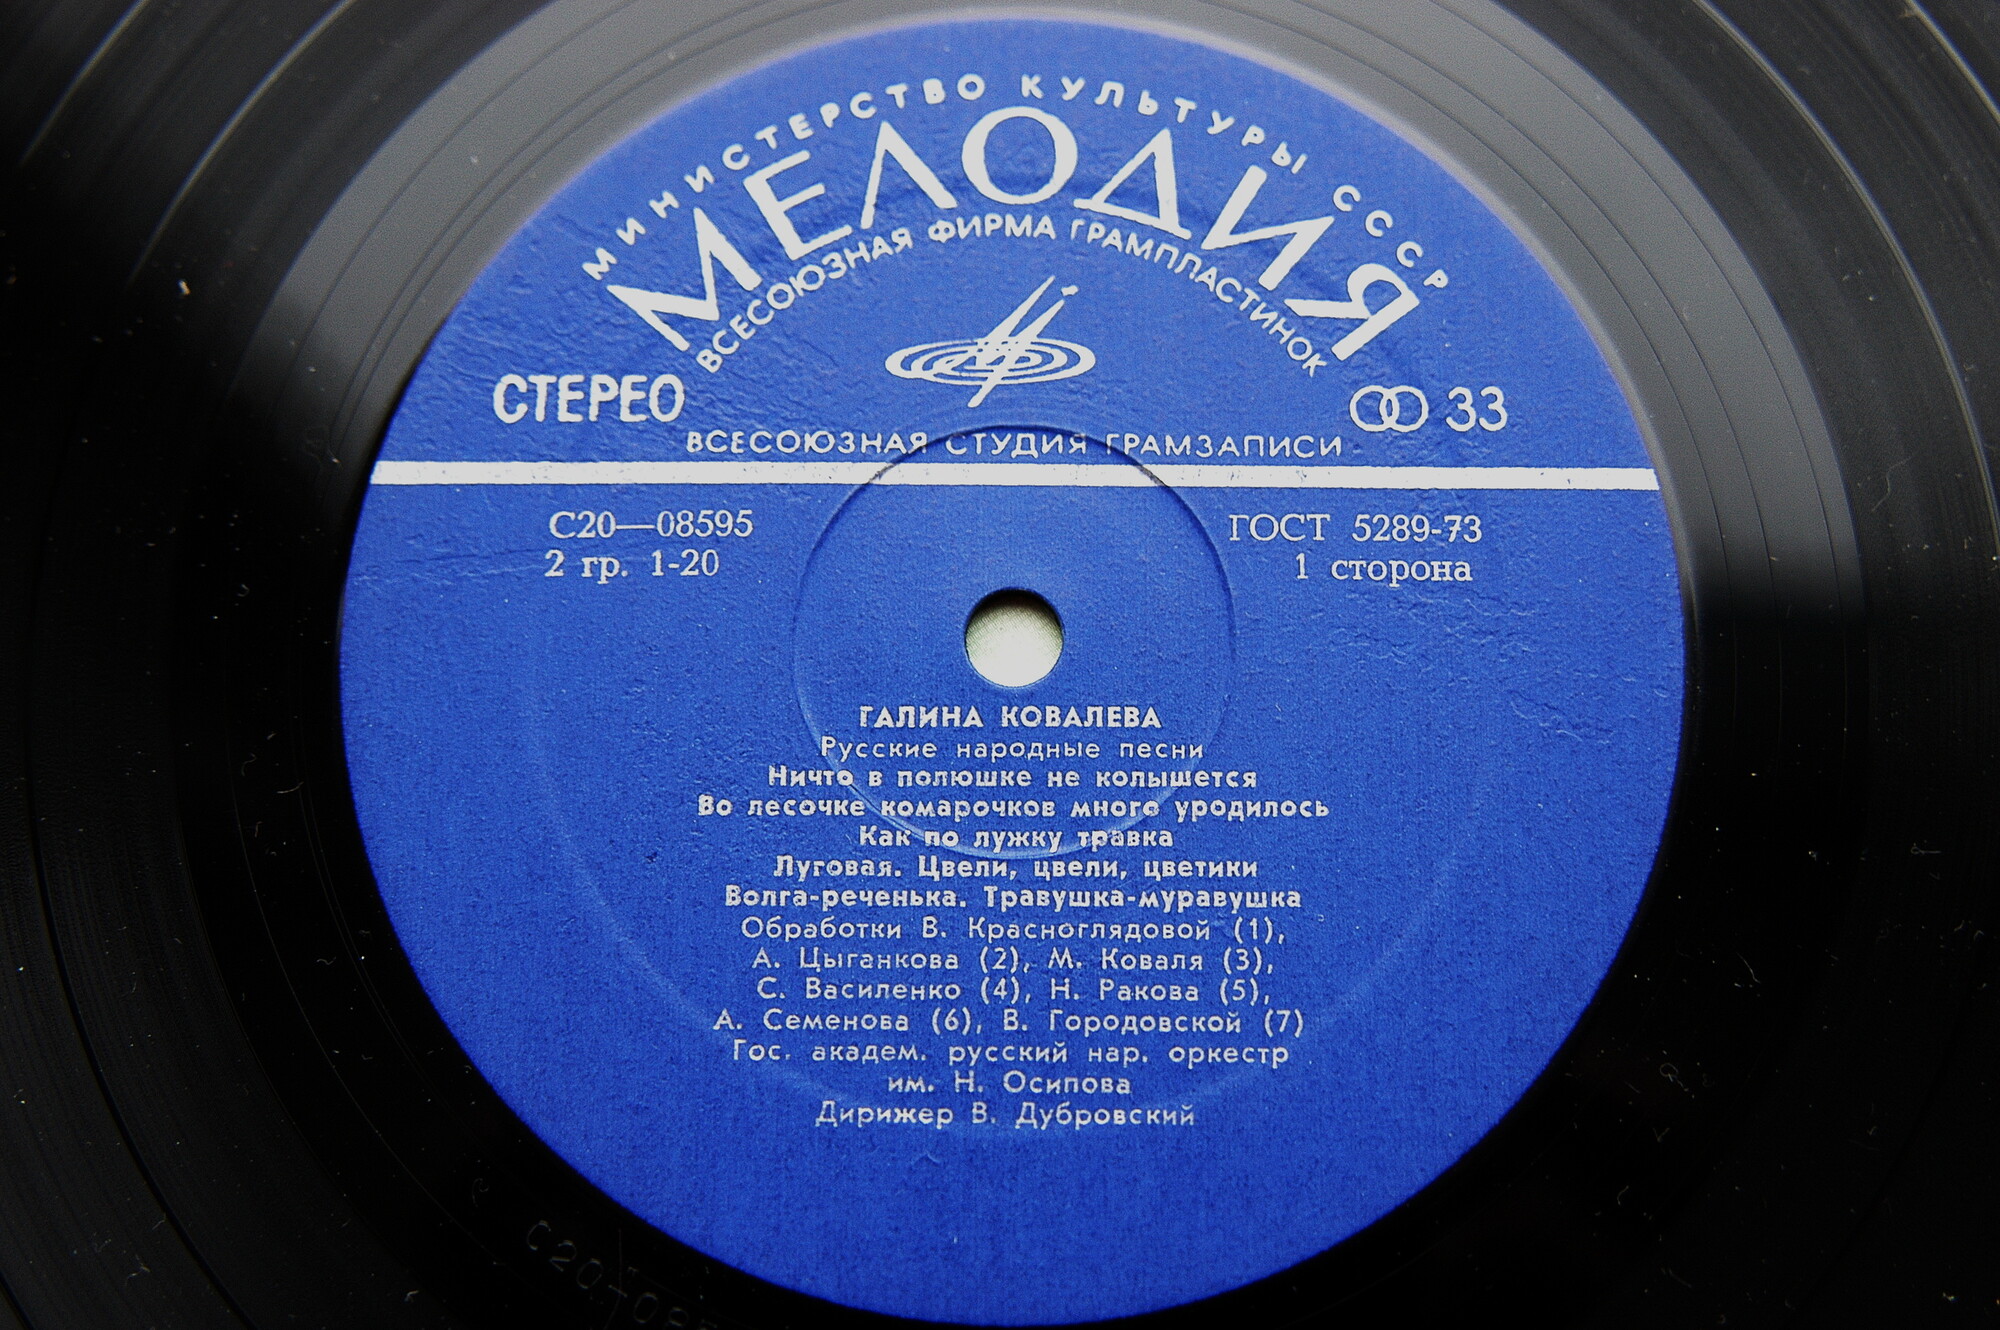 МИНИСТЕРСТВО КУЛЬТУРЫ СССР
МЕЛОДИЯ
ВСЕСОЮЗНАЯ ФИРМА ГРАМПЛАСТИНОК
СТЕРЕО
33
ВСЕСОЮЗНАЯ СТУДИЯ ГРАМЗАПИСИ
С20—08595
ГОСТ 5289-73
2 гр. 1-20
1 сторона
ГАЛИНА КОВАЛЕВА
Русские народные песни
Ничто в полюшке не колышется
Во лесочке комарочков много уродилось
Как по лужку травка
Луговая. Цвели, цвели, цветики
Волга-реченька. Травушка-муравушка
Обработки В. Красноглядовой (1),
А. Цыганкова (2), М. Коваля (3),
С. Василенко (4), Н. Ракова (5),
А. Семенова (6), В. Городовской (7)
Гос. академ. русский нар. оркестр
им. Н. Осипова
Дирижер В. Дубровский